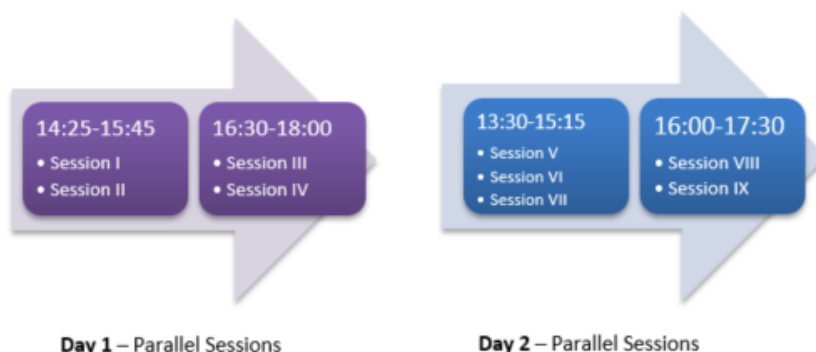 14:25-15:45
• Session I
• Session II
16:30-18:00
• Session III
• Session IV
Day 1 – Parallel Sessions
13:30-15:15
• Session V
• Session VI
• Session VII
16:00-17:30
• Session VIII
• Session IX
Day 2 – Parallel Sessions